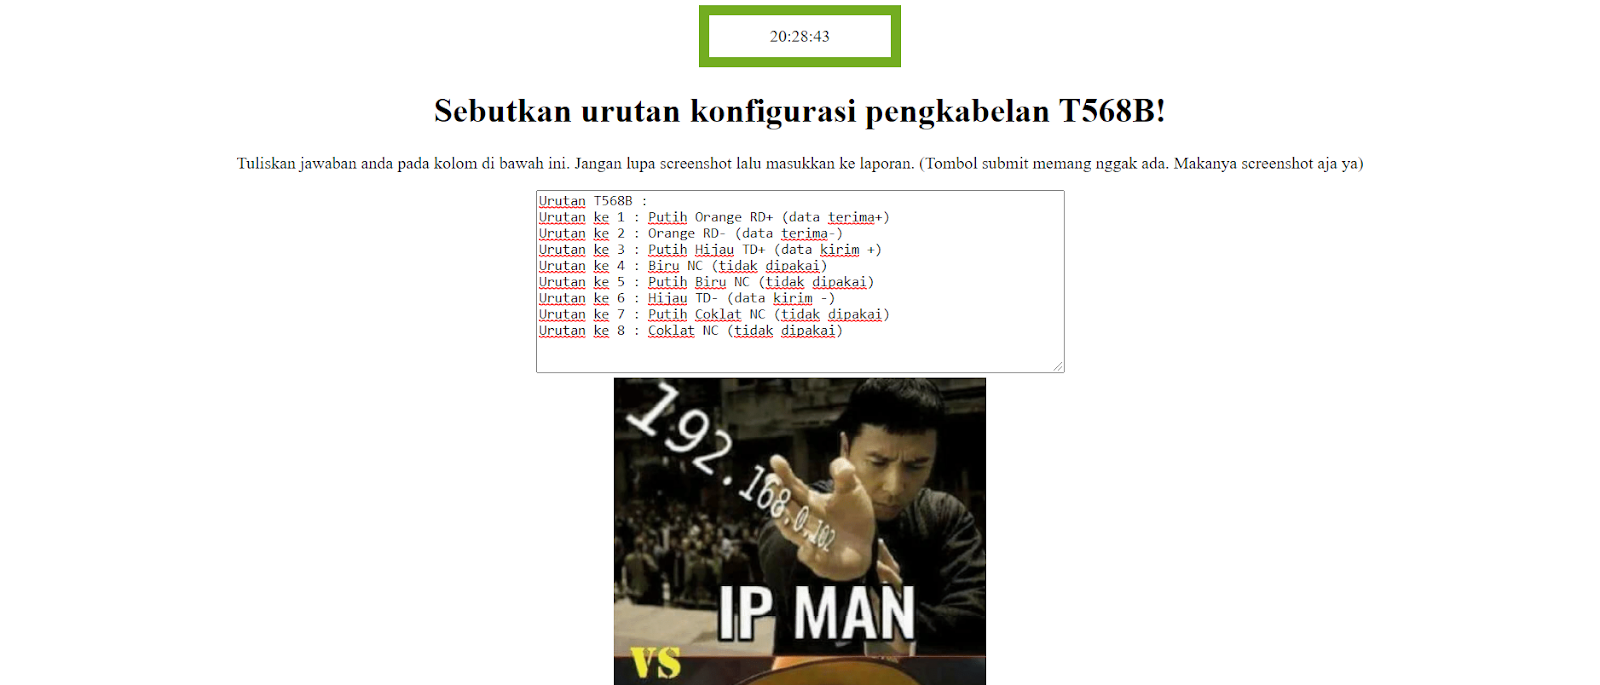 20:28:43
Sebutkan urutan konfigurasi pengkabelan T568B!
Tuliskan jawaban anda pada kolom di bawah ini. Jangan lupa screenshot lalu masukkan ke laporan. (Tombol submit memang nggak ada. Makanya screenshot aja ya)
Urutan T568B :
Urutan ke 1 : Putih Orange RD+ (data terima+)
Urutan ke 2 : Orange RD- (data terima-)
Urutan ke 3 : Putih Hijau TD+ (data kirim +)
Urutan ke 4 : Biru NC (tidak dipakai)
Urutan ke 5 : Putih Biru NC (tidak dipakai)
Urutan ke 6 : Hijau TD- (data kirim -)
Urutan ke 7 : Putih Coklat NC (tidak dipakai)
Urutan ke 8 : Coklat NC (tidak dipakai)
192.168.0.102
IP MAN
VS